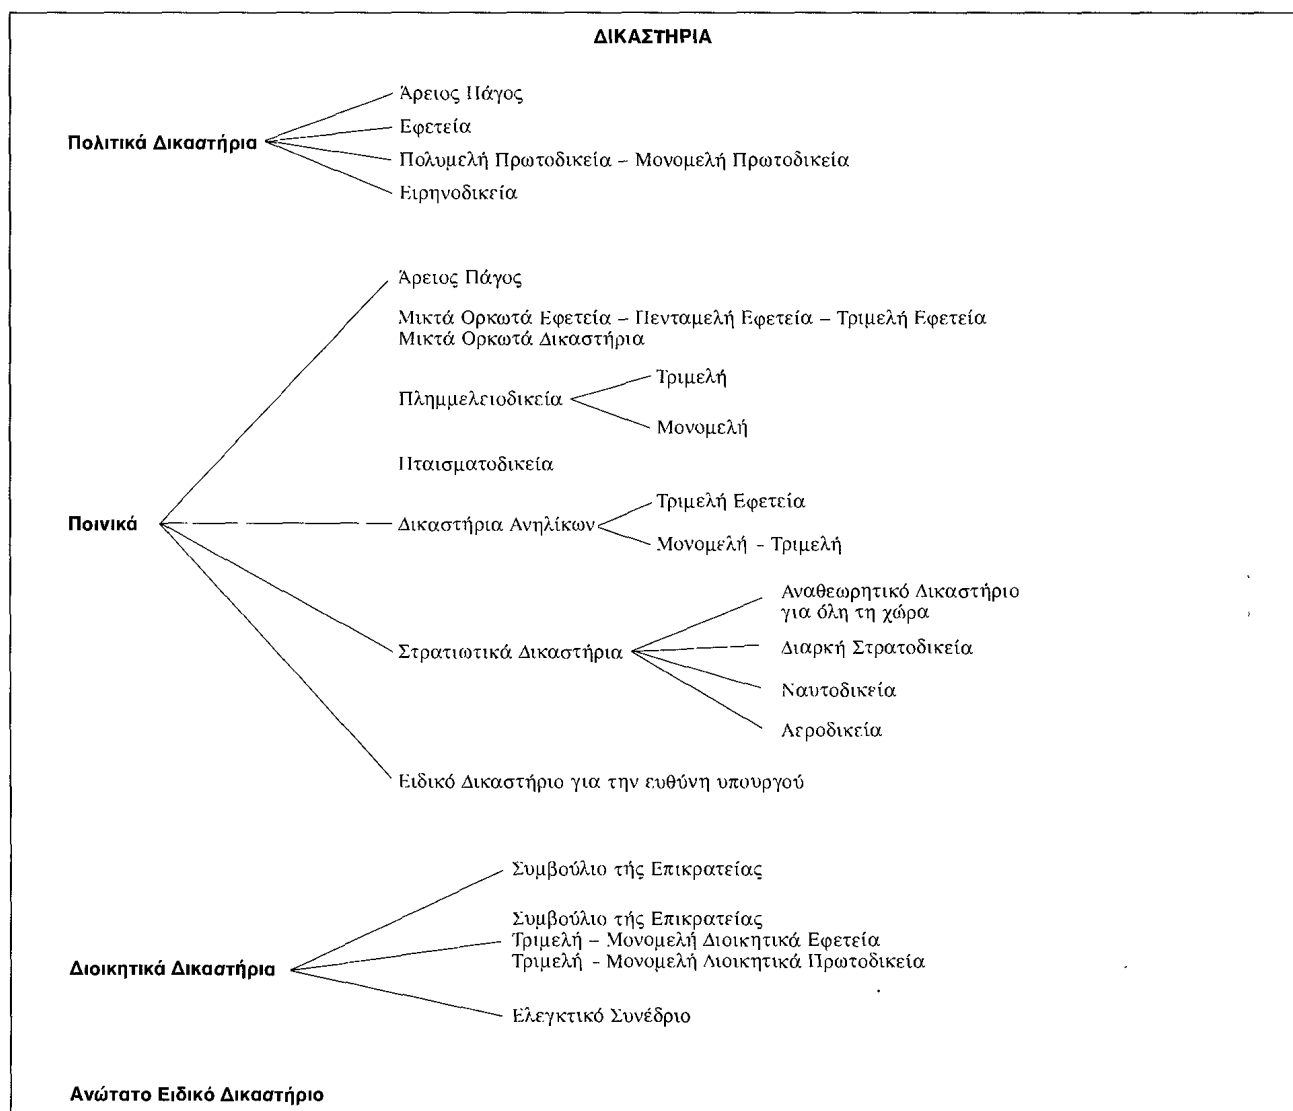 ΔΙΚΑΣΤΗΡΙΑ
Πολιτικά Δικαστήρια
Άρειος Πάγος
Εφετεία
Πολυμελή Πρωτοδικεία – Μονομελή Πρωτοδικεία
Ειρηνοδικεία
Ποινικά
Άρειος Πάγος
Μικτά Ορκωτά Εφετεία – Πενταμελή Εφετεία – Τριμελή Εφετεία
Μικτά Ορκωτά Δικαστήρια
Πλημμελειοδικεία
Τριμελή
Μονομελή
Πταισματοδικεία
Δικαστήρια Ανηλίκων
Τριμελή Εφετεία
Μονομελή – Τριμελή
Στρατιωτικά Δικαστήρια
Αναθεωρητικό Δικαστήριο
για όλη τη χώρα
Διαρκή Στρατοδικεία
Ναυτοδικεία
Αεροδικεία
Ειδικό Δικαστήριο για την ευθύνη υπουργού
Διοικητικά Δικαστήρια
Συμβούλιο τής Επικρατείας
Συμβούλιο τής Επικρατείας
Τριμελή – Μονομελή Διοικητικά Εφετεία
Τριμελή – Μονομελή Διοικητικά Πρωτοδικεία
Ελεγκτικό Συνέδριο
Ανώτατο Ειδικό Δικαστήριο